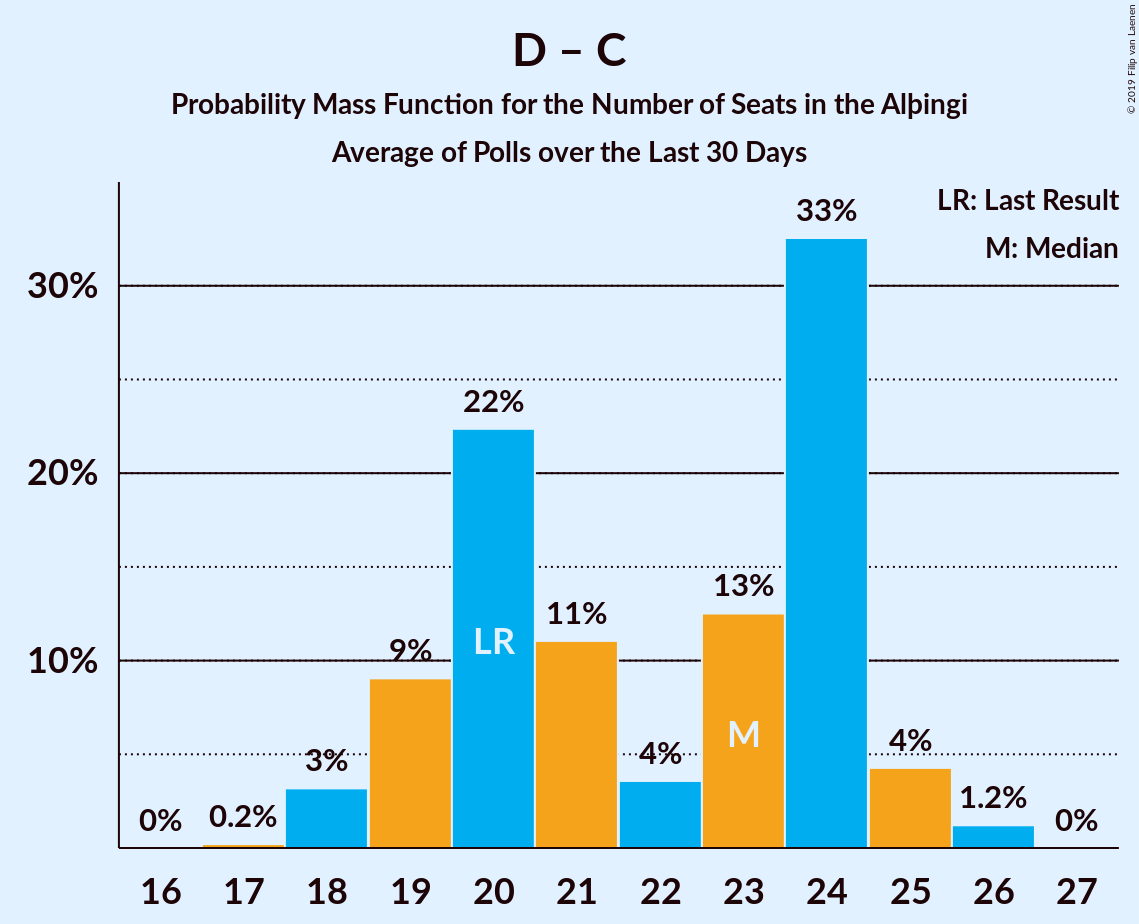 D – C
Probability Mass Function for the Number of Seats in the Alþingi
Average of Polls over the Last 30 Days
© 2019 Filip van Laenen
LR: Last Result
M: Median
33%
30%
22%
20%
13%
11%
LR
9%
10%
M
3%
4%
4%
0%
0.2%
1.2%
0%
16 17 18 19 20 21 22 23 24 25 26 27